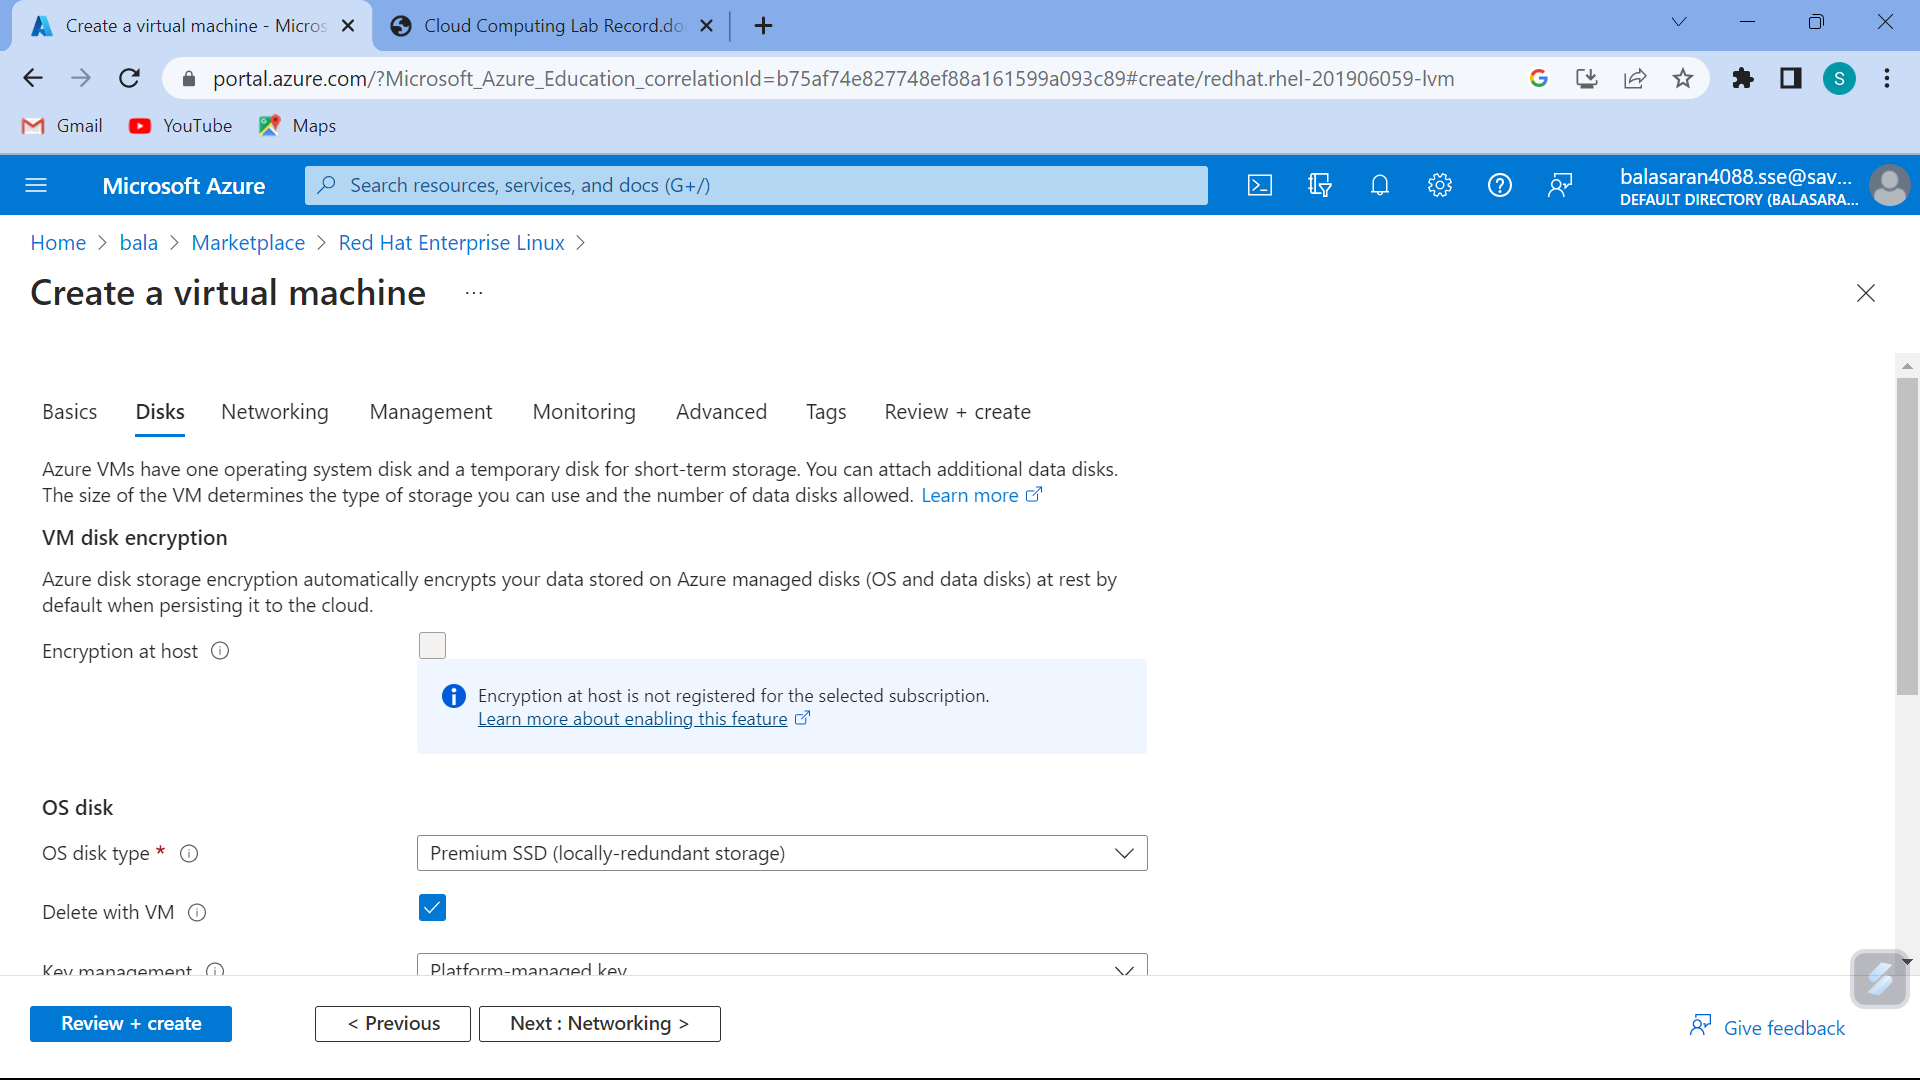 Create a virtual machine - Micros
Cloud Computing Lab Record.do
portal.azure.com/?Microsoft_Azure_Education_correlationId=b75af74e827748ef88a161599a093c89#create/redhat.rhel-201906059-lvm
S
Gmail
YouTube
Maps
Microsoft Azure
Search resources, services, and docs (G+/)
balasaran4088.sse@sav...
DEFAULT DIRECTORY (BALASARA...
Home > bala > Marketplace > Red Hat Enterprise Linux >
Create a virtual machine ...
Basics Disks Networking Management Monitoring Advanced Tags Review + create
Azure VMs have one operating system disk and a temporary disk for short-term storage. You can attach additional data disks.
The size of the VM determines the type of storage you can use and the number of data disks allowed. Learn more
VM disk encryption
Azure disk storage encryption automatically encrypts your data stored on Azure managed disks (OS and data disks) at rest by
default when persisting it to the cloud.
Encryption at host
Encryption at host is not registered for the selected subscription.
Learn more about enabling this feature
OS disk
OS disk type *
Premium SSD (locally-redundant storage)
Delete with VM
Key management
Platform-managed key
Review + create
< Previous
Next : Networking >
Give feedback